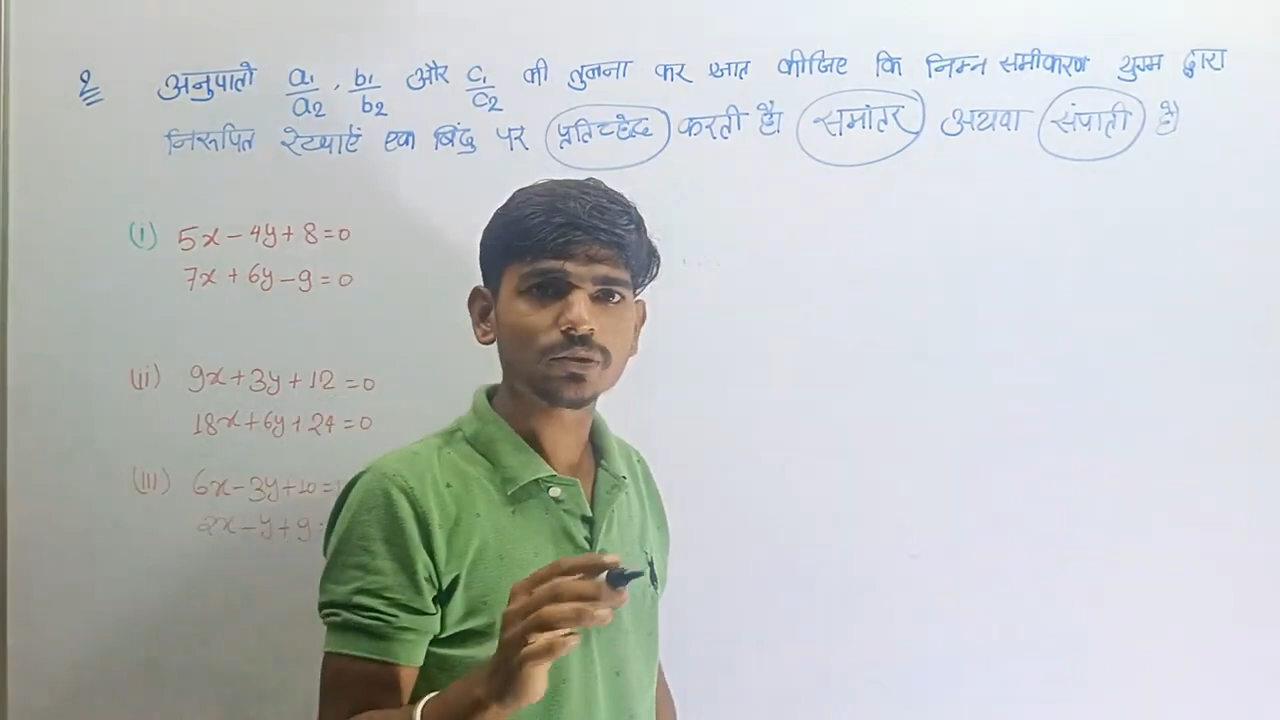 2 अनुपातो a₁/a₂, b₁/b₂ और c₁/c₂ की तुलना कर ज्ञात कीजिए कि निम्न समीकरण युग्म द्वारा
निरूपित रेखाएँ एक बिंदु पर प्रतिच्छेद करती है। समांतर अथवा संपाती है
(i) 5x - 4y + 8 = 0
7x + 6y - 9 = 0
(ii) 9x + 3y + 12 = 0
18x + 6y + 24 = 0
(iii) 6x - 3y + 10 =
2x - y + 9 =